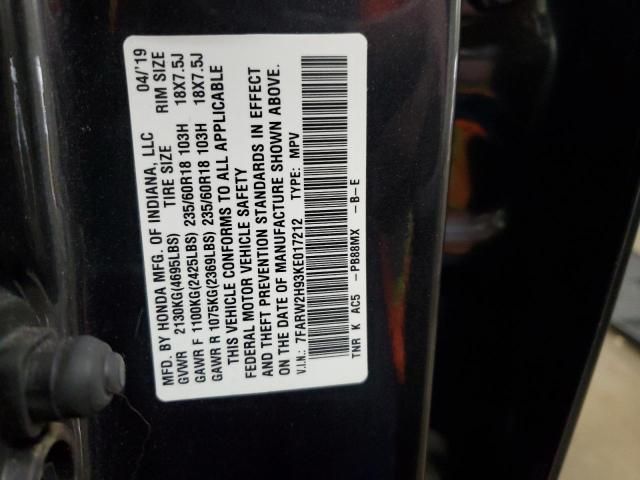 MFD. BY HONDA MFG. OF INDIANA, LLC 04/'19
GVWR 2130KG(4695LBS) TIRE SIZE RIM SIZE
GAWR F 1100KG(2425LBS) 235/60R18 103H 18X7.5J
GAWR R 1075KG(2369LBS) 235/60R18 103H 18X7.5J
THIS VEHICLE CONFORMS TO ALL APPLICABLE
FEDERAL MOTOR VEHICLE SAFETY
AND THEFT PREVENTION STANDARDS IN EFFECT
ON THE DATE OF MANUFACTURE SHOWN ABOVE.
V.I.N.: 7FARW2H93KE017212 TYPE: MPV
TNR K AC5 -PB88MX -B-E